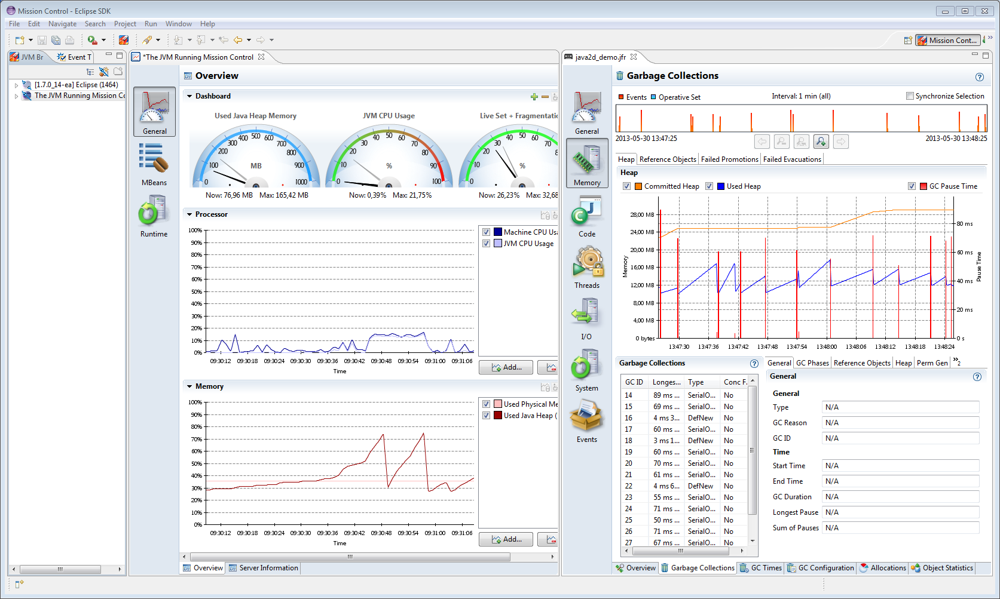 Mission Control - Eclipse SDK
File Edit Navigate Search Project Run Window Help
Mission Cont...
JVM Br
Event T
[1.7.0_14-ea] Eclipse (1464)
The JVM Running Mission Co
*The JVM Running Mission Control
General
MBeans
Runtime
Overview
Dashboard
Used Java Heap Memory
0 100 200 300 400 500 600 700 800 900 1000
MB
Now: 76,96 MB Max: 165,42 MB
JVM CPU Usage
0 10 20 30 40 50 60 70 80 90 100
%
Now: 0,39% Max: 21,75%
Live Set + Fragmentatio
0 10 20 30 40 50 60 70
%
Now: 26,23% Max: 32,68
Processor
100%
90%
80%
70%
60%
50%
40%
30%
20%
10%
0%
09:30:12 09:30:18 09:30:24 09:30:30 09:30:36 09:30:42 09:30:48 09:30:54 09:31:00 09:31:06
Time
Machine CPU Usa
JVM CPU Usage
Add...
Memory
100%
90%
80%
70%
60%
50%
40%
30%
20%
10%
0%
09:30:12 09:30:18 09:30:24 09:30:30 09:30:36 09:30:42 09:30:48 09:30:54 09:31:00 09:31:06
Time
Used Physical Me
Used Java Heap (
Add...
Overview
Server Information
java2d_demo.jfr
General
Memory
Code
Threads
I/O
System
Events
Garbage Collections
Events Operative Set
Interval: 1 min (all)
Synchronize Selection
2013-05-30 13:47:25
2013-05-30 13:48:25
Heap Reference Objects Failed Promotions Failed Evacuations
Heap
Committed Heap Used Heap GC Pause Time
28,00 MB
24,00 MB
20,00 MB
16,00 MB
12,00 MB
8,00 MB
4,00 MB
0 bytes
Memory
80 ms
60 ms
40 ms
20 ms
0 s
Pause Time
13:47:30 13:47:36 13:47:42 13:47:48 13:47:54 13:48:00 13:48:06 13:48:12 13:48:18 13:48:24
Garbage Collections
GC ID Longes... Type Conc F.
14 89 ms ... SerialO... No
15 69 ms ... SerialO... No
16 4 ms 3... DefNew No
17 60 ms ... SerialO... No
18 3 ms 1... DefNew No
19 60 ms ... SerialO... No
20 70 ms ... SerialO... No
21 61 ms ... SerialO... No
22 4 ms 6... DefNew No
23 55 ms ... SerialO... No
24 71 ms ... SerialO... No
25 50 ms ... SerialO... No
26 71 ms ... SerialO... No
27 67 ms ... SerialO... No
General GC Phases Reference Objects Heap Perm Gen »2
General
General
Type N/A
GC Reason N/A
GC ID N/A
Time
Start Time N/A
End Time N/A
GC Duration N/A
Longest Pause N/A
Sum of Pauses N/A
Overview Garbage Collections GC Times GC Configuration Allocations Object Statistics